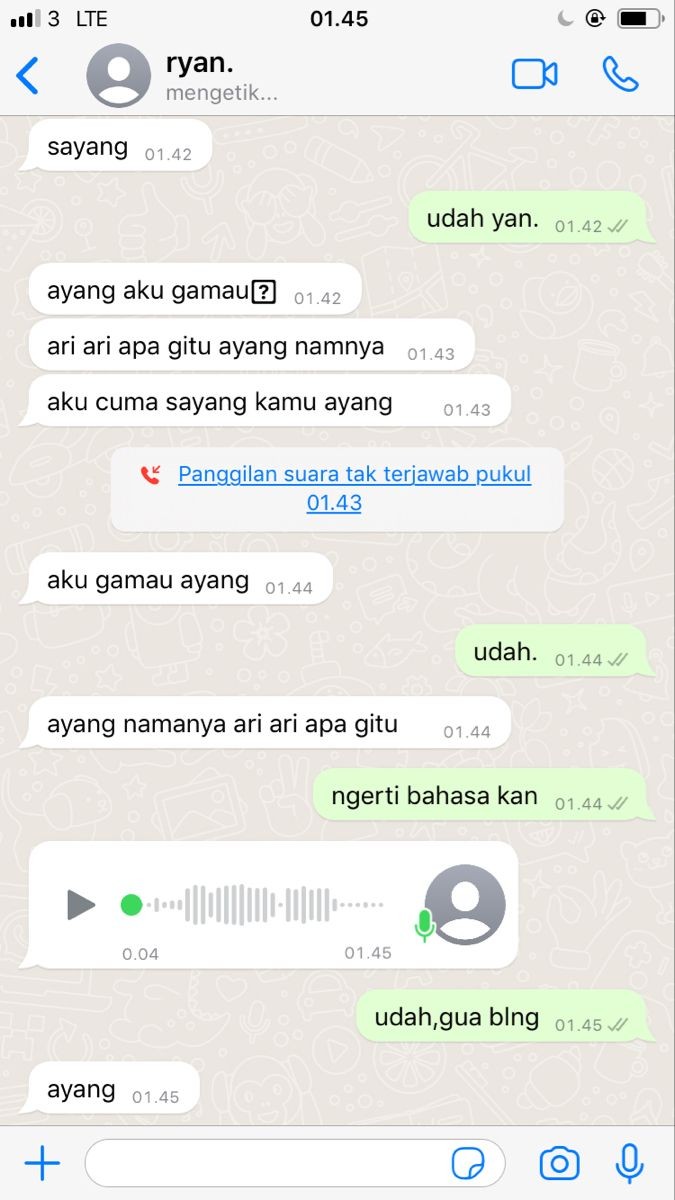 3 LTE 01.45
ryan.
mengetik...
sayang 01.42
udah yan. 01.42
ayang aku gamau 01.42
ari ari apa gitu ayang namnya 01.43
aku cuma sayang kamu ayang 01.43
Panggilan suara tak terjawab pukul
01.43
aku gamau ayang 01.44
udah. 01.44
ayang namanya ari ari apa gitu 01.44
ngerti bahasa kan 01.44
0.04 01.45
udah,gua blng 01.45
ayang 01.45